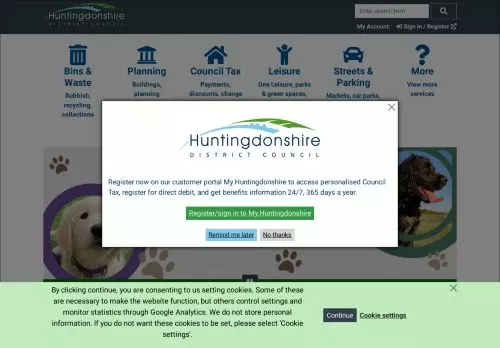 Huntingdonshire
DISTRICT COUNCIL
Enter search term
My Account:
Sign in / Register
Bins &
Waste
Rubbish,
recycling,
collections
Planning
Buildings,
planning
Council Tax
Payments,
discounts, change
Leisure
One Leisure, parks
& green spaces,
Streets &
Parking
Markets, car parks,
More
View more
services
Huntingdonshire
DISTRICT COUNCIL
Register now on our customer portal My.Huntingdonshire to access personalised Council
Tax, register for direct debit, and get benefits information 24/7, 365 days a year.
Register/sign in to My.Huntingdonshire
Remind me later
No thanks
By clicking continue, you are consenting to us setting cookies. Some of these
are necessary to make the website function, but others control settings and
monitor statistics through Google Analytics. We do not store personal
information. If you do not want these cookies to be set, please select 'Cookie
settings'.
Continue
Cookie settings